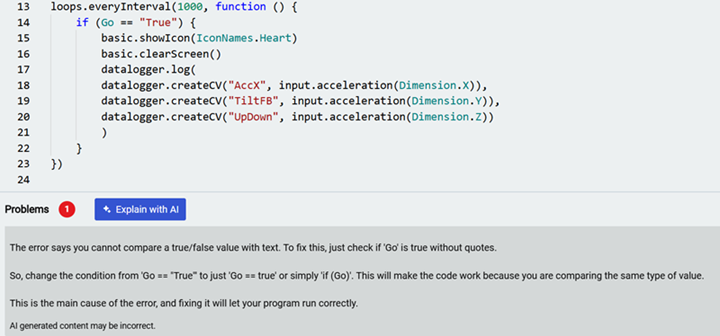 13 loops.everyInterval(1000, function () {
14 if (Go == "True") {
15 basic.showIcon(IconNames.Heart)
16 basic.clearScreen()
17 datalogger.log(
18 datalogger.createCV("AccX", input.acceleration(Dimension.X)),
19 datalogger.createCV("TiltFB", input.acceleration(Dimension.Y)),
20 datalogger.createCV("UpDown", input.acceleration(Dimension.Z))
21 )
22 }
23 })
24
Problems 1 Explain with AI
The error says you cannot compare a true/false value with text. To fix this, just check if 'Go' is true without quotes.
So, change the condition from 'Go == "True"' to just 'Go == true' or simply 'if (Go)'. This will make the code work because you are comparing the same type of value.
This is the main cause of the error, and fixing it will let your program run correctly.
AI generated content may be incorrect.